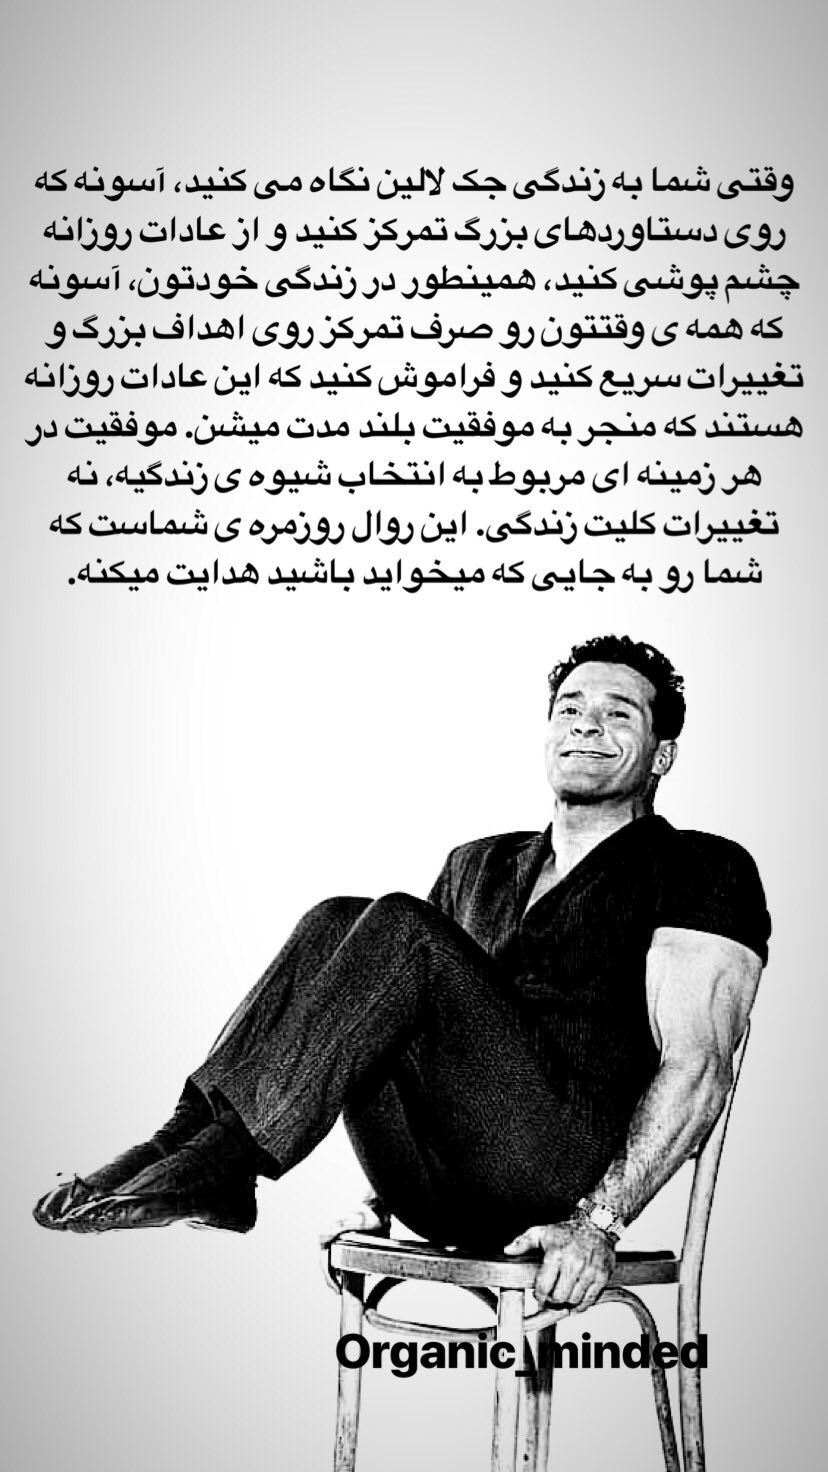 وقتی شما به زندگی جک لالین نگاه می کنید، آسونه که
روی دستاوردهای بزرگ تمرکز کنید و از عادات روزانه
چشم پوشی کنید، همینطور در زندگی خودتون، آسونه
که همه ی وقتتون رو صرف تمرکز روی اهداف بزرگ و
تغییرات سریع کنید و فراموش کنید که این عادات روزانه
هستند که منجر به موفقیت بلند مدت میشن. موفقیت در
هر زمینه ای مربوط به انتخاب شیوه ی زندگیه، نه
تغییرات کلیت زندگی. این روال روزمره ی شماست که
شما رو به جایی که میخواید باشید هدایت میکنه.
Organic_minded